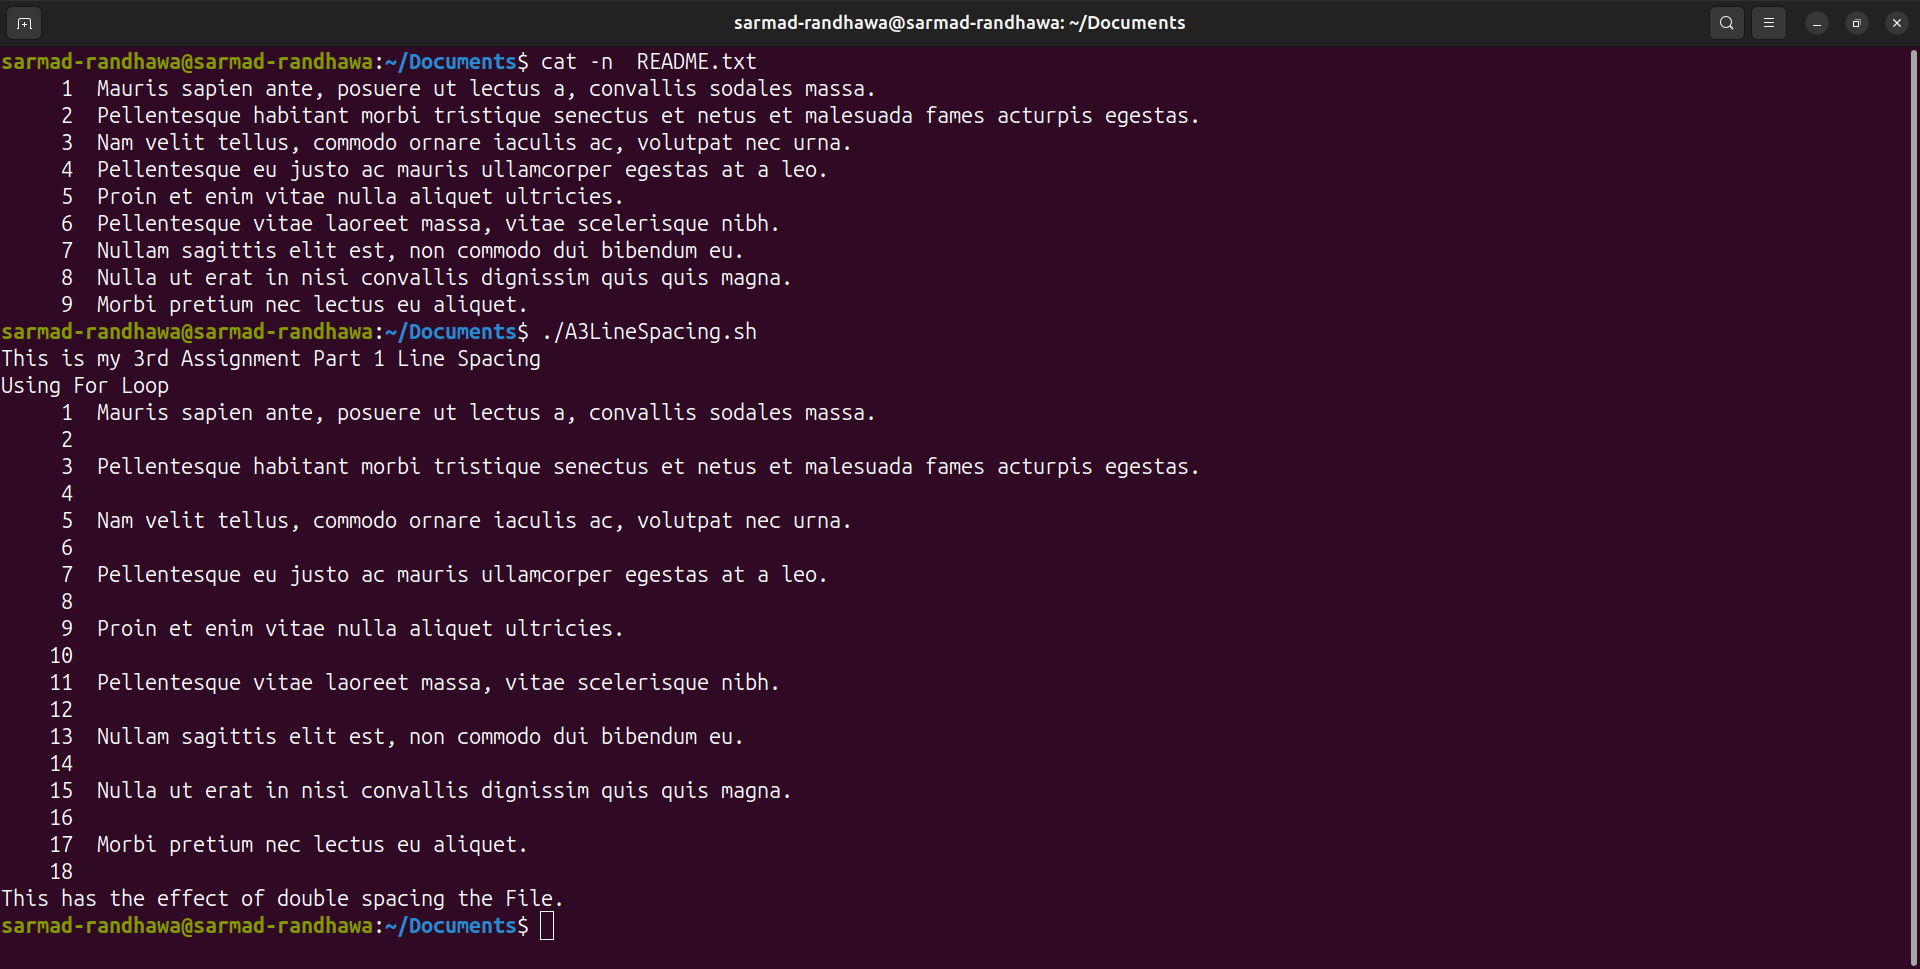 sarmad-randhawa@sarmad-randhawa: ~/Documents
sarmad-randhawa@sarmad-randhawa:~/Documents$ cat -n  README.txt
     1  Mauris sapien ante, posuere ut lectus a, convallis sodales massa.
     2  Pellentesque habitant morbi tristique senectus et netus et malesuada fames acturpis egestas.
     3  Nam velit tellus, commodo ornare iaculis ac, volutpat nec urna.
     4  Pellentesque eu justo ac mauris ullamcorper egestas at a leo.
     5  Proin et enim vitae nulla aliquet ultricies.
     6  Pellentesque vitae laoreet massa, vitae scelerisque nibh.
     7  Nullam sagittis elit est, non commodo dui bibendum eu.
     8  Nulla ut erat in nisi convallis dignissim quis quis magna.
     9  Morbi pretium nec lectus eu aliquet.
sarmad-randhawa@sarmad-randhawa:~/Documents$ ./A3LineSpacing.sh
This is my 3rd Assignment Part 1 Line Spacing
Using For Loop
     1  Mauris sapien ante, posuere ut lectus a, convallis sodales massa.
     2
     3  Pellentesque habitant morbi tristique senectus et netus et malesuada fames acturpis egestas.
     4
     5  Nam velit tellus, commodo ornare iaculis ac, volutpat nec urna.
     6
     7  Pellentesque eu justo ac mauris ullamcorper egestas at a leo.
     8
     9  Proin et enim vitae nulla aliquet ultricies.
    10
    11  Pellentesque vitae laoreet massa, vitae scelerisque nibh.
    12
    13  Nullam sagittis elit est, non commodo dui bibendum eu.
    14
    15  Nulla ut erat in nisi convallis dignissim quis quis magna.
    16
    17  Morbi pretium nec lectus eu aliquet.
    18
This has the effect of double spacing the File.
sarmad-randhawa@sarmad-randhawa:~/Documents$